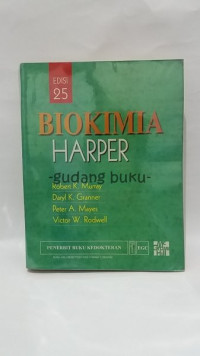 EDISI
25
BIOKIMIA
HARPER
-gudang buku-
Robert K. Murray
Daryl K. Granner
Peter A. Mayes
Victor W. Rodwell
PENERBIT BUKU KEDOKTERAN EGC